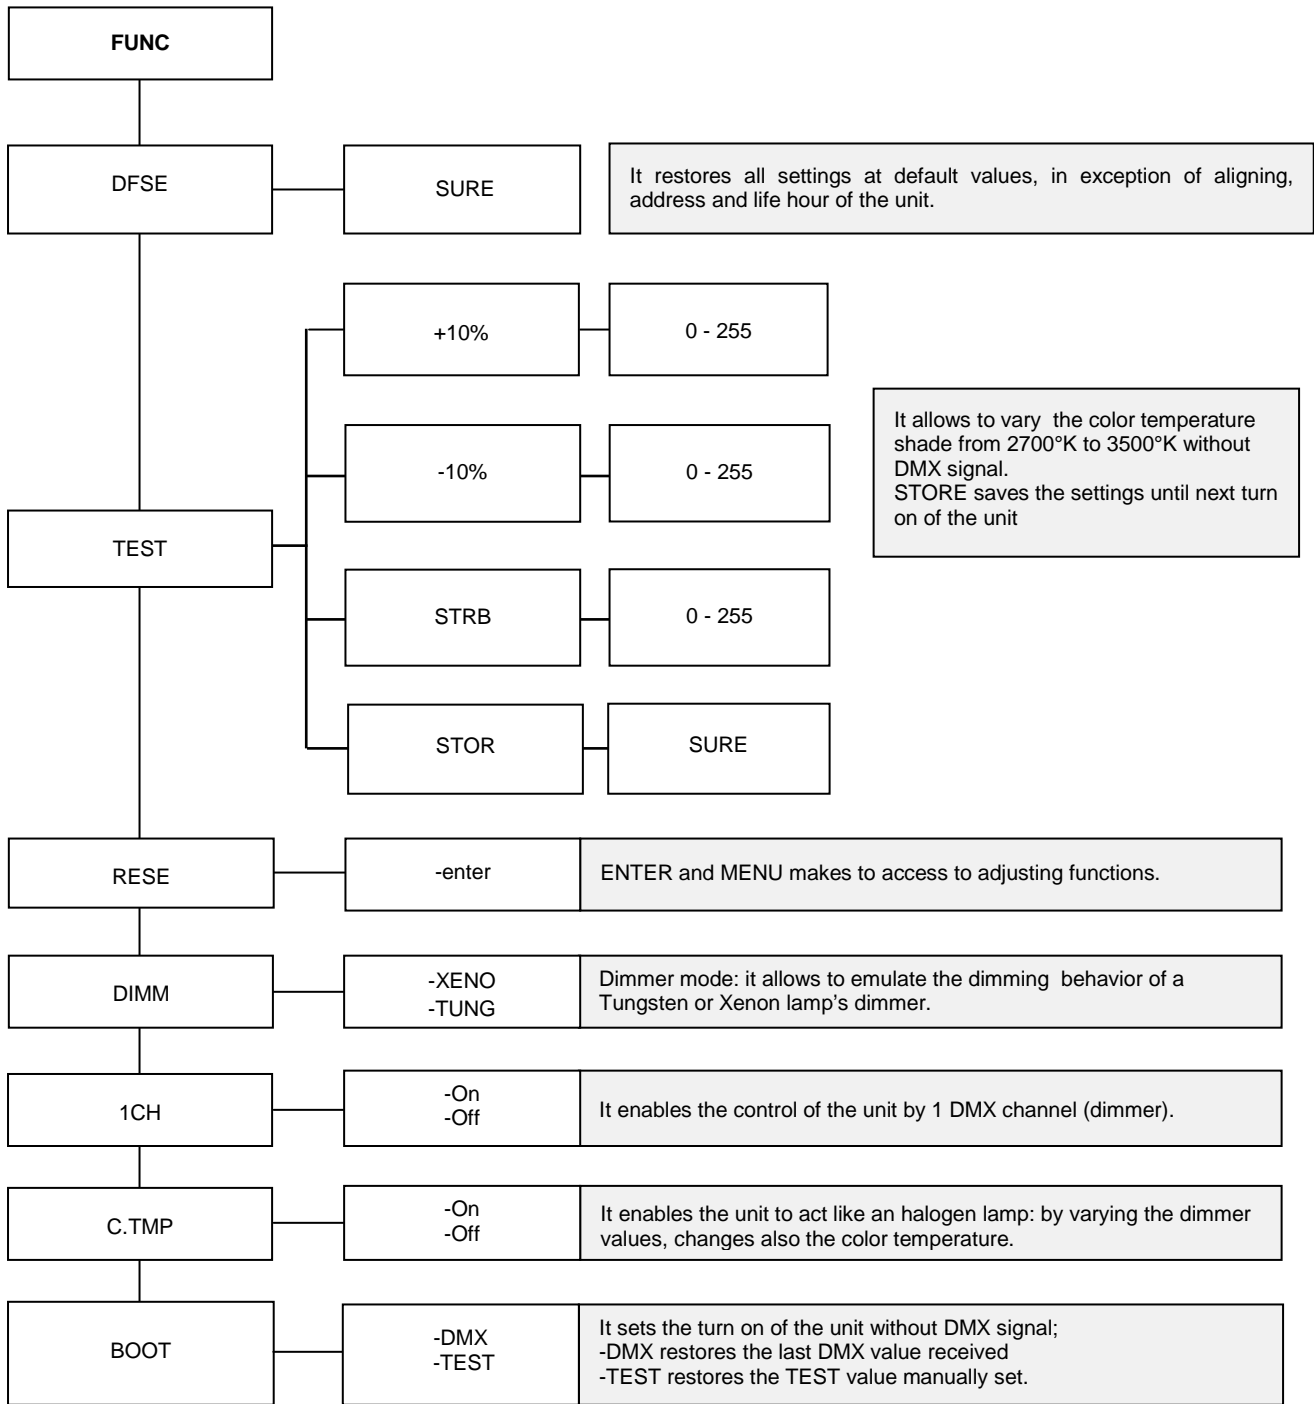 FUNC
DFSE
SURE
It restores all settings at default values, in exception of aligning,
address and life hour of the unit.
+10%
0 - 255
-10%
0 - 255
It allows to vary the color temperature
shade from 2700°K to 3500°K without
DMX signal.
STORE saves the settings until next turn
on of the unit
TEST
STRB
0 - 255
STOR
SURE
RESE
-enter
ENTER and MENU makes to access to adjusting functions.
DIMM
-XENO
-TUNG
Dimmer mode: it allows to emulate the dimming behavior of a
Tungsten or Xenon lamp's dimmer.
1CH
-On
-Off
It enables the control of the unit by 1 DMX channel (dimmer).
C.TMP
-On
-Off
It enables the unit to act like an halogen lamp: by varying the dimmer
values, changes also the color temperature.
BOOT
-DMX
-TEST
It sets the turn on of the unit without DMX signal;
-DMX restores the last DMX value received
-TEST restores the TEST value manually set.